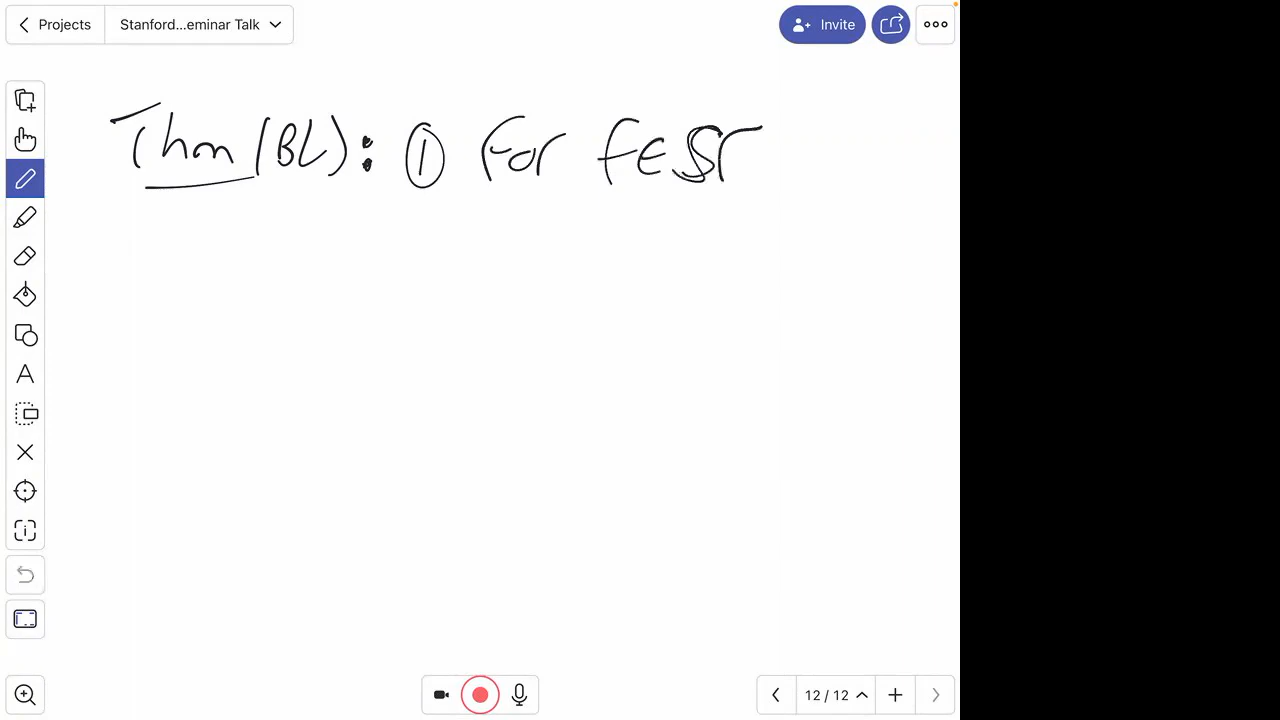 Projects
Stanford...eminar Talk
Invite
Thm (BL): ① For f∈
12 / 12